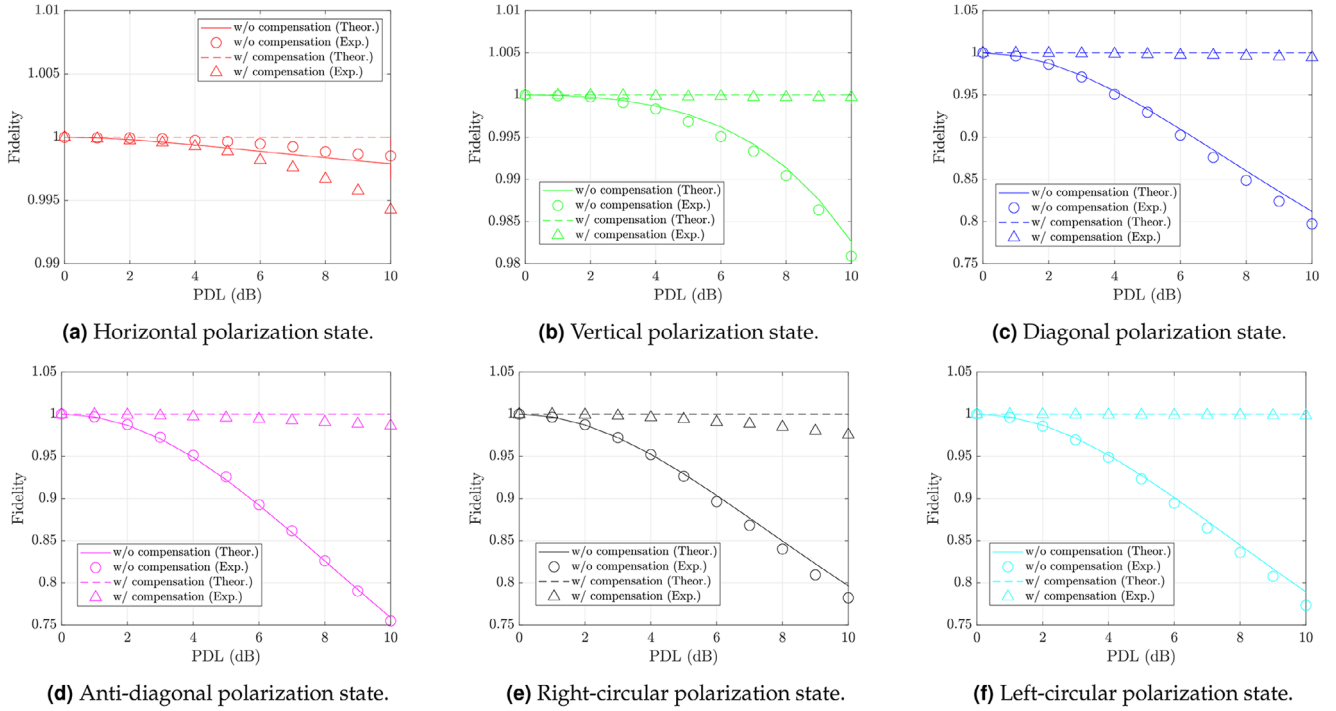 1.01
1.005
1
0.995
0.99
Fidelity
w/o compensation (Theor.)
w/o compensation (Exp.)
w/ compensation (Theor.)
w/ compensation (Exp.)
0 2 4 6 8 10
PDL (dB)
(a) Horizontal polarization state.
1.01
1.005
1
0.995
0.99
0.985
0.98
Fidelity
w/o compensation (Theor.)
w/o compensation (Exp.)
w/ compensation (Theor.)
w/ compensation (Exp.)
0 2 4 6 8 10
PDL (dB)
(b) Vertical polarization state.
1.05
1
0.95
0.9
0.85
0.8
0.75
Fidelity
w/o compensation (Theor.)
w/o compensation (Exp.)
w/ compensation (Theor.)
w/ compensation (Exp.)
0 2 4 6 8 10
PDL (dB)
(c) Diagonal polarization state.
1.05
1
0.95
0.9
0.85
0.8
0.75
Fidelity
w/o compensation (Theor.)
w/o compensation (Exp.)
w/ compensation (Theor.)
w/ compensation (Exp.)
0 2 4 6 8 10
PDL (dB)
(d) Anti-diagonal polarization state.
1.05
1
0.95
0.9
0.85
0.8
0.75
Fidelity
w/o compensation (Theor.)
w/o compensation (Exp.)
w/ compensation (Theor.)
w/ compensation (Exp.)
0 2 4 6 8 10
PDL (dB)
(e) Right-circular polarization state.
1.05
1
0.95
0.9
0.85
0.8
0.75
Fidelity
w/o compensation (Theor.)
w/o compensation (Exp.)
w/ compensation (Theor.)
w/ compensation (Exp.)
0 2 4 6 8 10
PDL (dB)
(f) Left-circular polarization state.